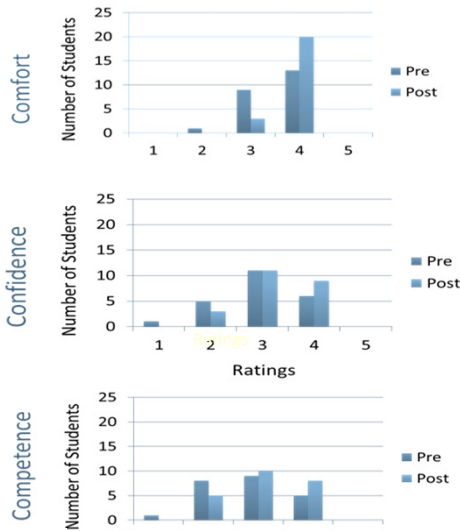 Comfort
Number of Students
25
20
15
10
5
0
1 2 3 4 5
Pre
Post
Confidence
Number of Students
25
20
15
10
5
0
1 2 3 4 5
Ratings
Ratings
Pre
Post
Competence
Number of Students
25
20
15
10
5
0
Pre
Post